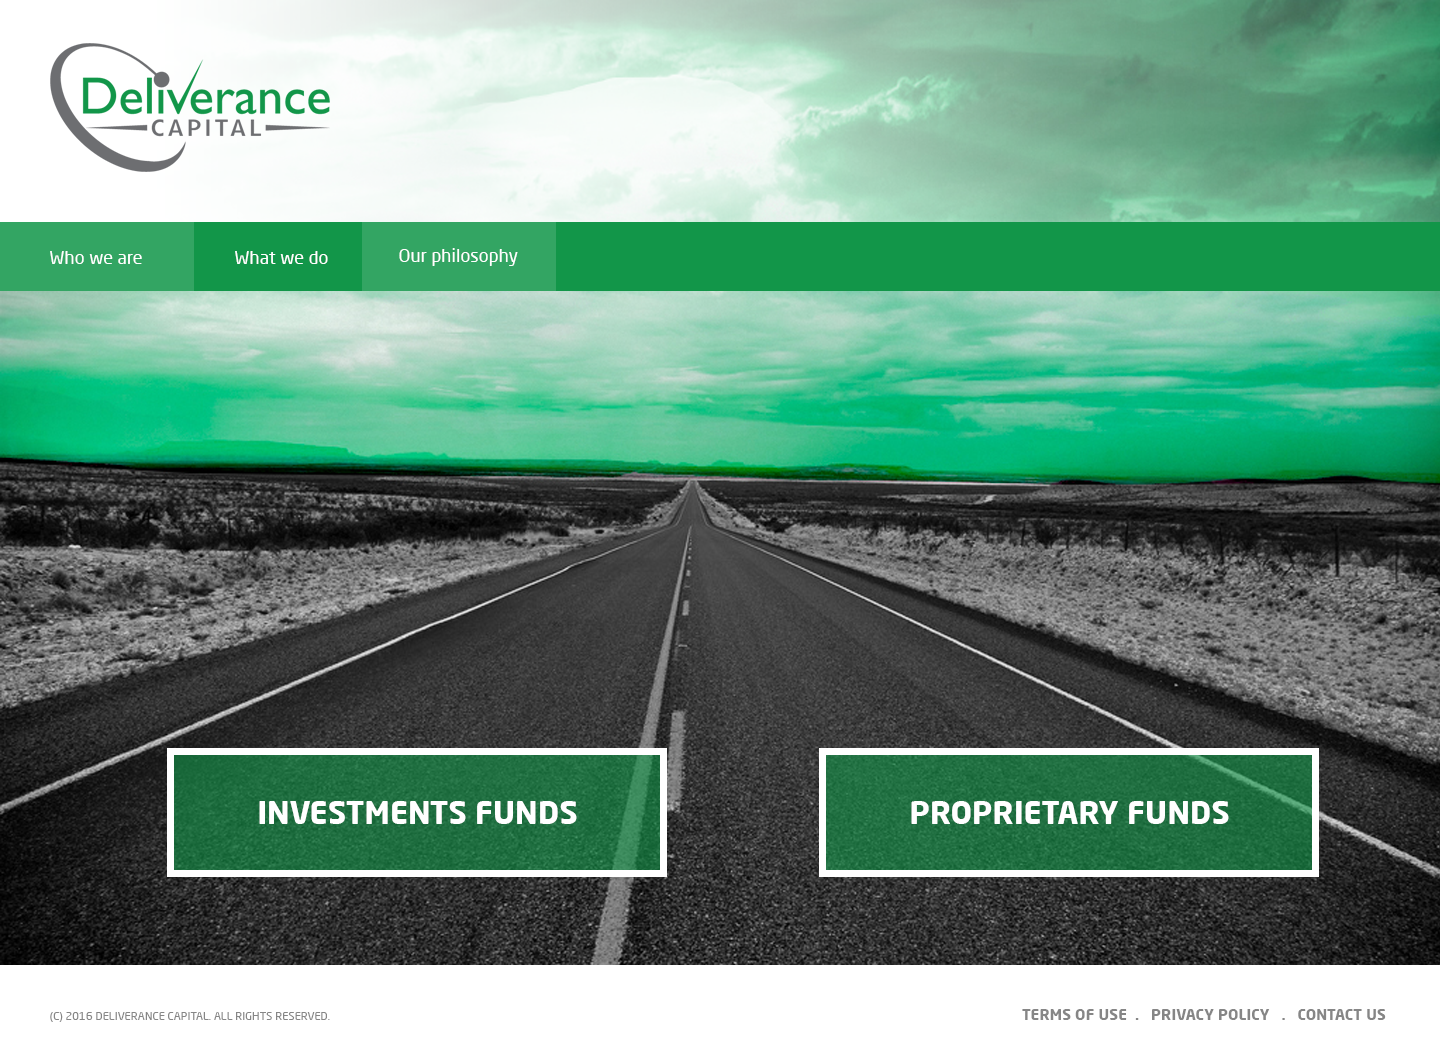 Deliverance
CAPITAL
Who we are
What we do
Our philosophy
INVESTMENTS FUNDS
PROPRIETARY FUNDS
(C) 2016 DELIVERANCE CAPITAL. ALL RIGHTS RESERVED.
TERMS OF USE . PRIVACY POLICY . CONTACT US